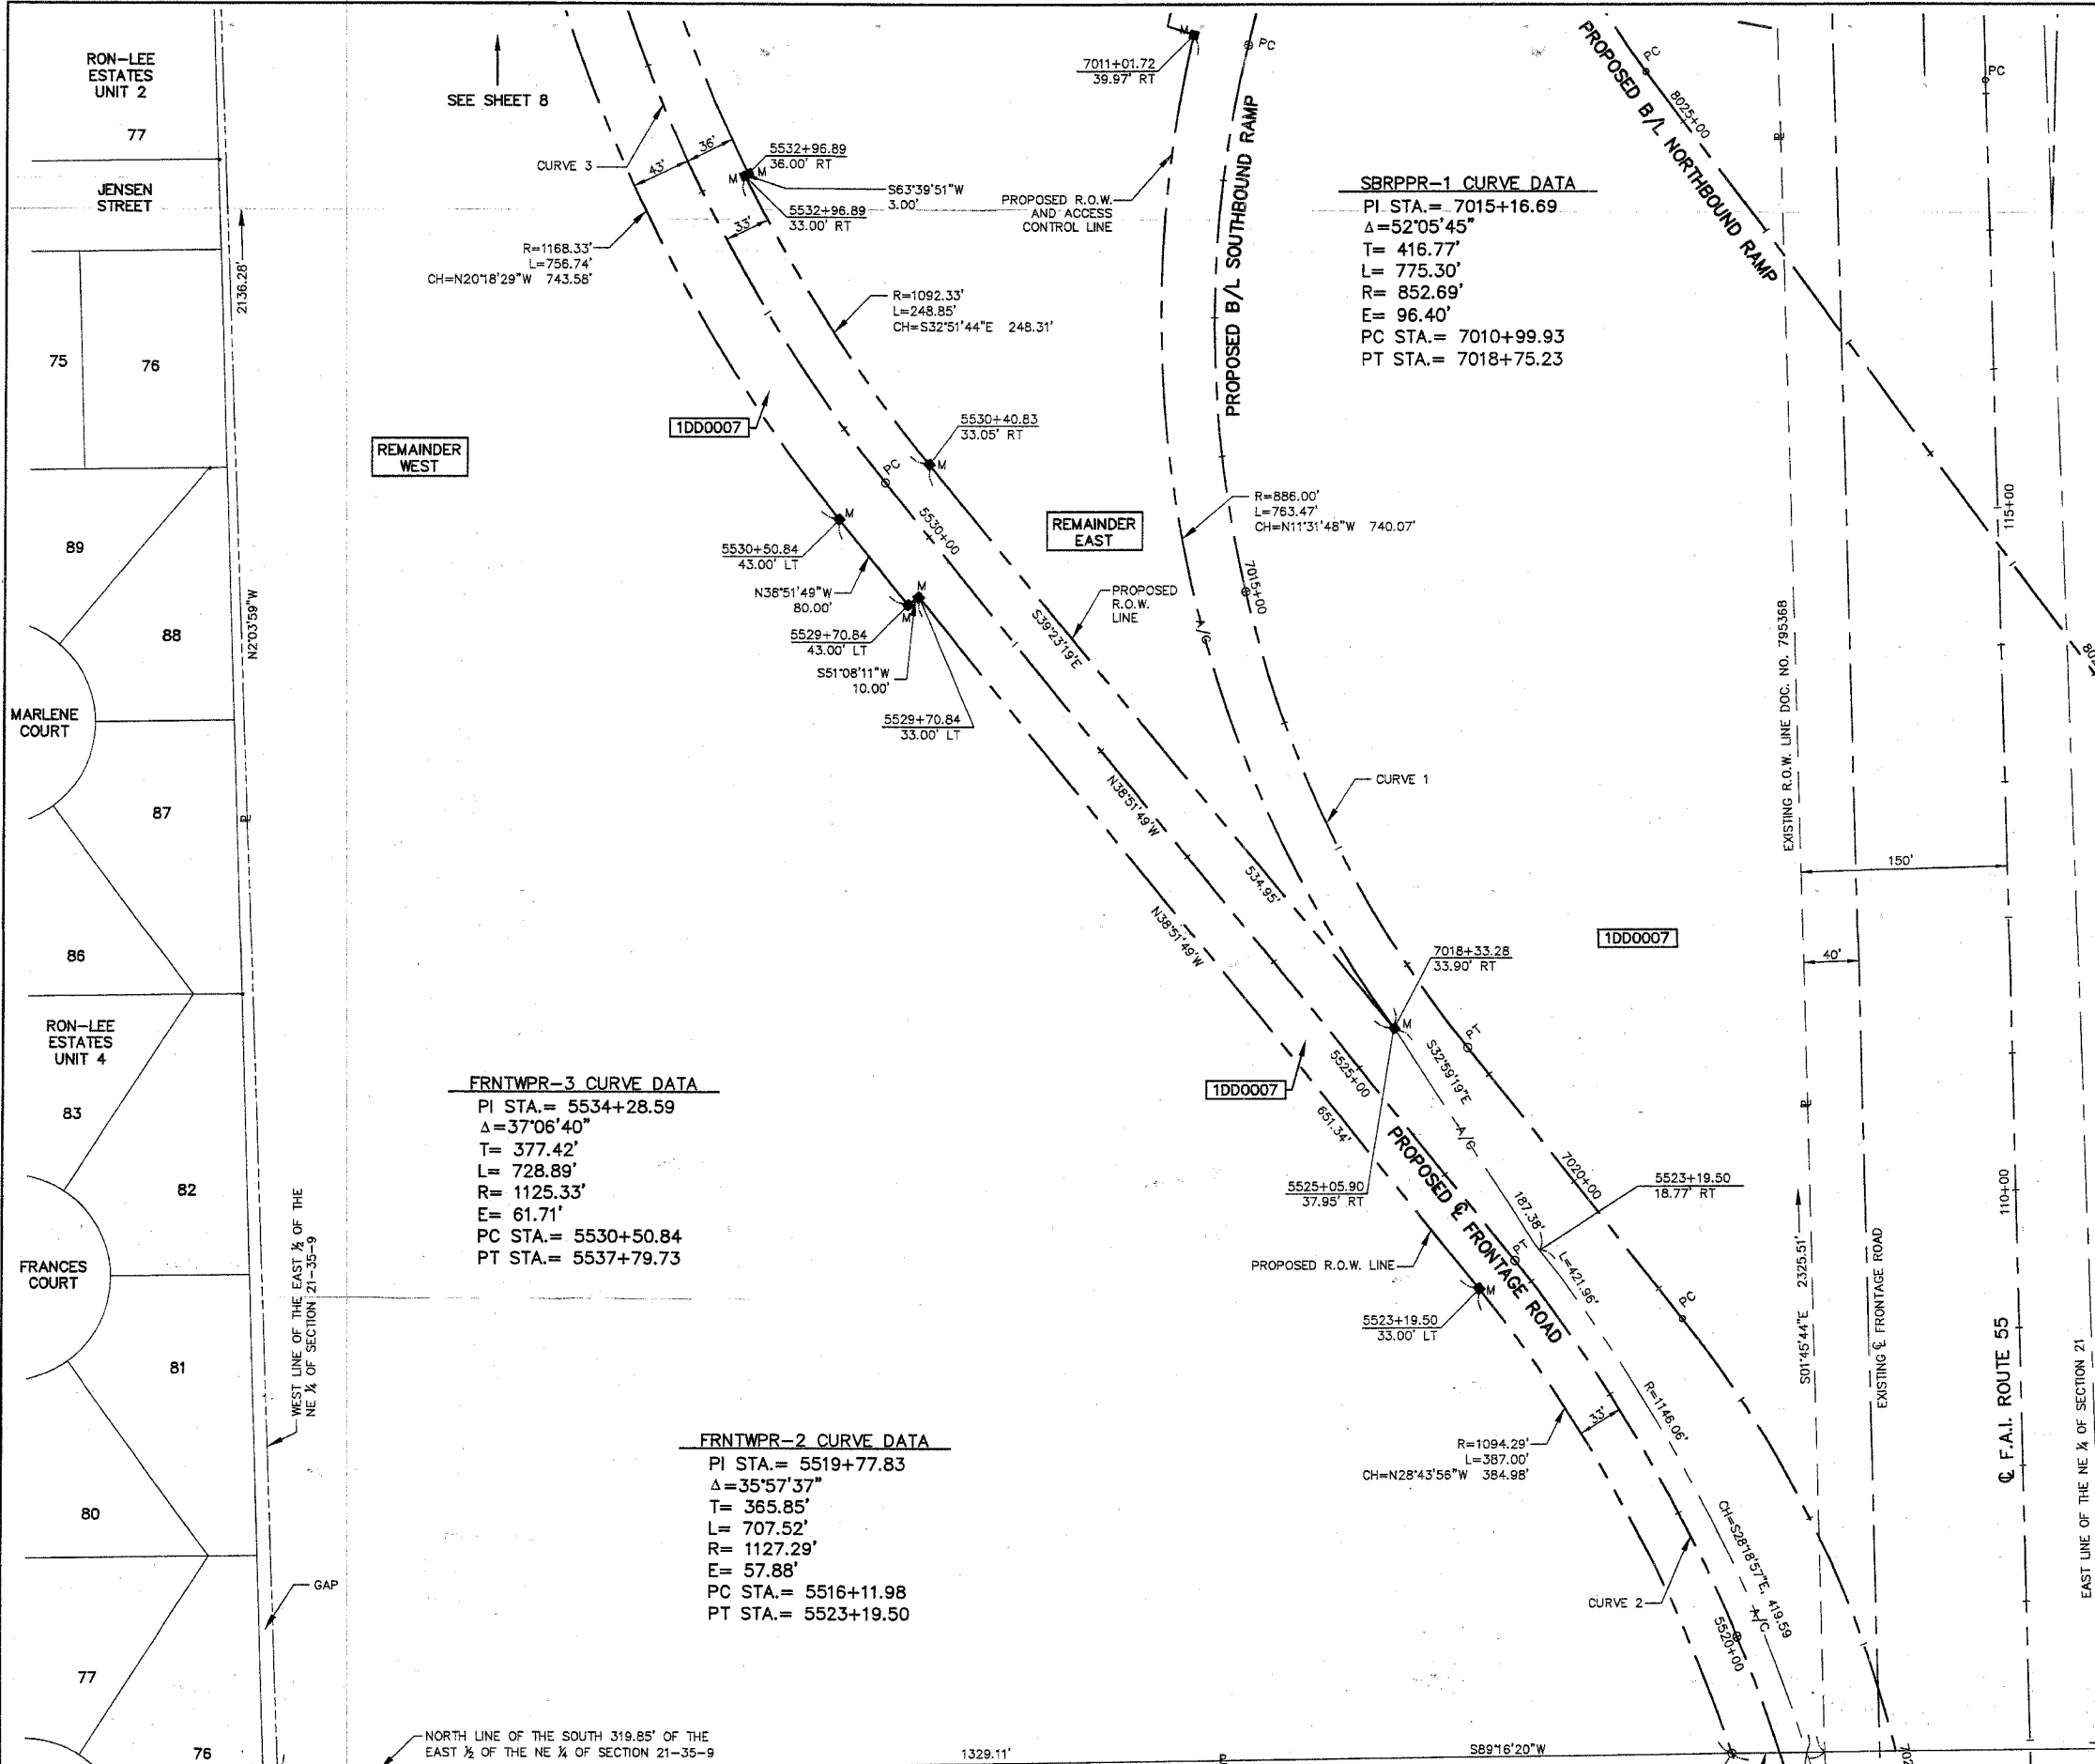 RON-LEE
ESTATES
UNIT 2
77
JENSEN
STREET
2136.28'
75
76
89
88
N2°03'59"W
MARLENE
COURT
87
86
RON-LEE
ESTATES
UNIT 4
83
82
FRANCES
COURT
WEST LINE OF THE EAST ½ OF THE
NE ¼ OF SECTION 21-35-9
81
80
GAP
77
76
SEE SHEET 8
CURVE 3
43'
36'
5532+96.89
36.00' RT
M
M
S63°39'51"W
3.00'
5532+96.89
33.00' RT
33'
R=1168.33'
L=756.74'
CH=N20°18'29"W 743.58'
R=1092.33'
L=248.85'
CH=S32°51'44"E 248.31'
1DD0007
REMAINDER
WEST
5530+40.83
33.05' RT
M
PC
5530+00
M
5530+50.84
43.00' LT
N38°51'49"W
80.00'
M
M
5529+70.84
43.00' LT
S51°08'11"W
10.00'
5529+70.84
33.00' LT
7011+01.72
39.97' RT
M
PC
PROPOSED R.O.W.
AND ACCESS
CONTROL LINE
PROPOSED B/L SOUTHBOUND RAMP
SBRPPR-1 CURVE DATA
PI STA.= 7015+16.69
Δ=52°05'45"
T= 416.77'
L= 775.30'
R= 852.69'
E= 96.40'
PC STA.= 7010+99.93
PT STA.= 7018+75.23
PC
8025+00
PROPOSED B/L NORTHBOUND RAMP
PC
115+00
REMAINDER
EAST
R=886.00'
L=763.47'
CH=N11°31'48"W 740.07'
7015+00
PROPOSED
R.O.W.
LINE
A/C
S39°23'19"E
EXISTING R.O.W. LINE DOC. NO. 795368
CURVE 1
N38°51'49"W
534.95'
N38°51'49"W
150'
40'
1DD0007
7018+33.28
33.90' RT
M
PT
S32°59'19"E
5525+00
1DD0007
651.34'
A/C
PROPOSED ℄ FRONTAGE ROAD
5525+05.90
37.95' RT
187.38'
7020+00
5523+19.50
18.77' RT
PROPOSED R.O.W. LINE
PT
L=421.96'
PC
M
5523+19.50
33.00' LT
33'
R=1146.06'
R=1094.29'
L=387.00'
CH=N28°43'56"W 384.98'
CH=S28°18'57"E, 419.59
A/C
CURVE 2
5520+00
S01°45'44"E 2325.51'
EXISTING ℄ FRONTAGE ROAD
110+00
℄ F.A.I. ROUTE 55
EAST LINE OF THE NE ¼ OF SECTION 21
FRNTWPR-3 CURVE DATA
PI STA.= 5534+28.59
Δ=37°06'40"
T= 377.42'
L= 728.89'
R= 1125.33'
E= 61.71'
PC STA.= 5530+50.84
PT STA.= 5537+79.73
FRNTWPR-2 CURVE DATA
PI STA.= 5519+77.83
Δ=35°57'37"
T= 365.85'
L= 707.52'
R= 1127.29'
E= 57.88'
PC STA.= 5516+11.98
PT STA.= 5523+19.50
NORTH LINE OF THE SOUTH 319.85' OF THE
EAST ½ OF THE NE ¼ OF SECTION 21-35-9
1329.11'
S89°16'20"W